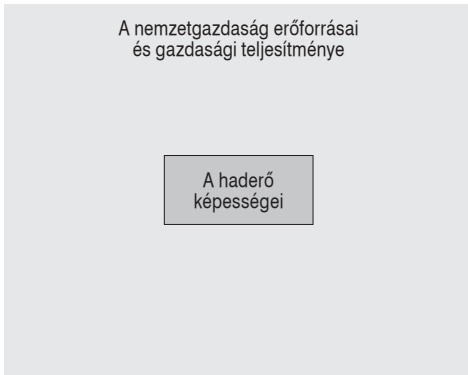 A nemzetgazdaság erőforrásai
és gazdasági teljesítménye
A haderő
képességei